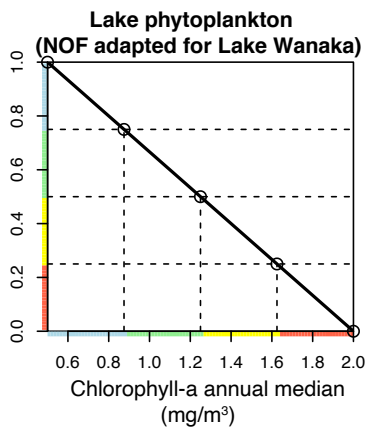 Lake phytoplankton
(NOF adapted for Lake Wanaka)
1.0
0.8
0.6
0.4
0.2
0.0
0.6 0.8 1.0 1.2 1.4 1.6 1.8 2.0
Chlorophyll-a annual median
(mg/m³)